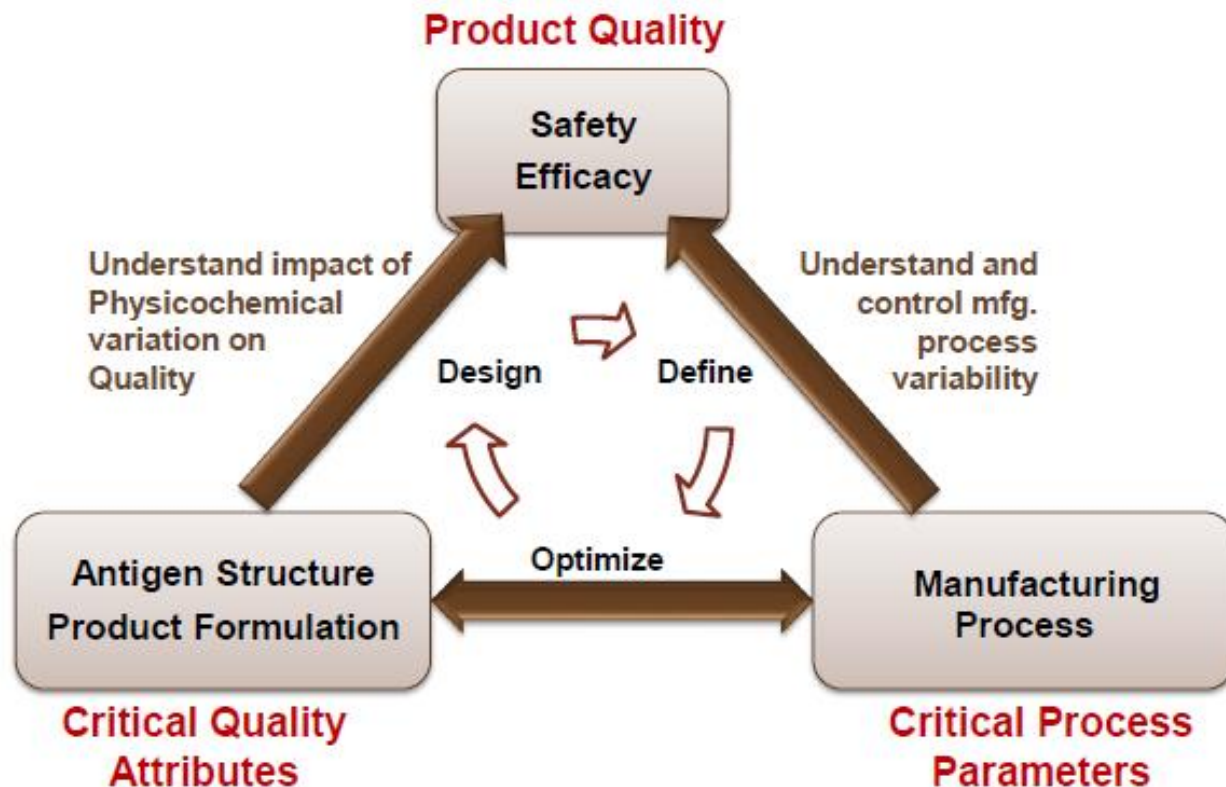 Product Quality
Safety
Efficacy
Understand impact of
Physicochemical
variation on
Quality
Understand and
control mfg.
process
variability
Design
Define
Optimize
Antigen Structure
Product Formulation
Manufacturing
Process
Critical Quality
Attributes
Critical Process
Parameters